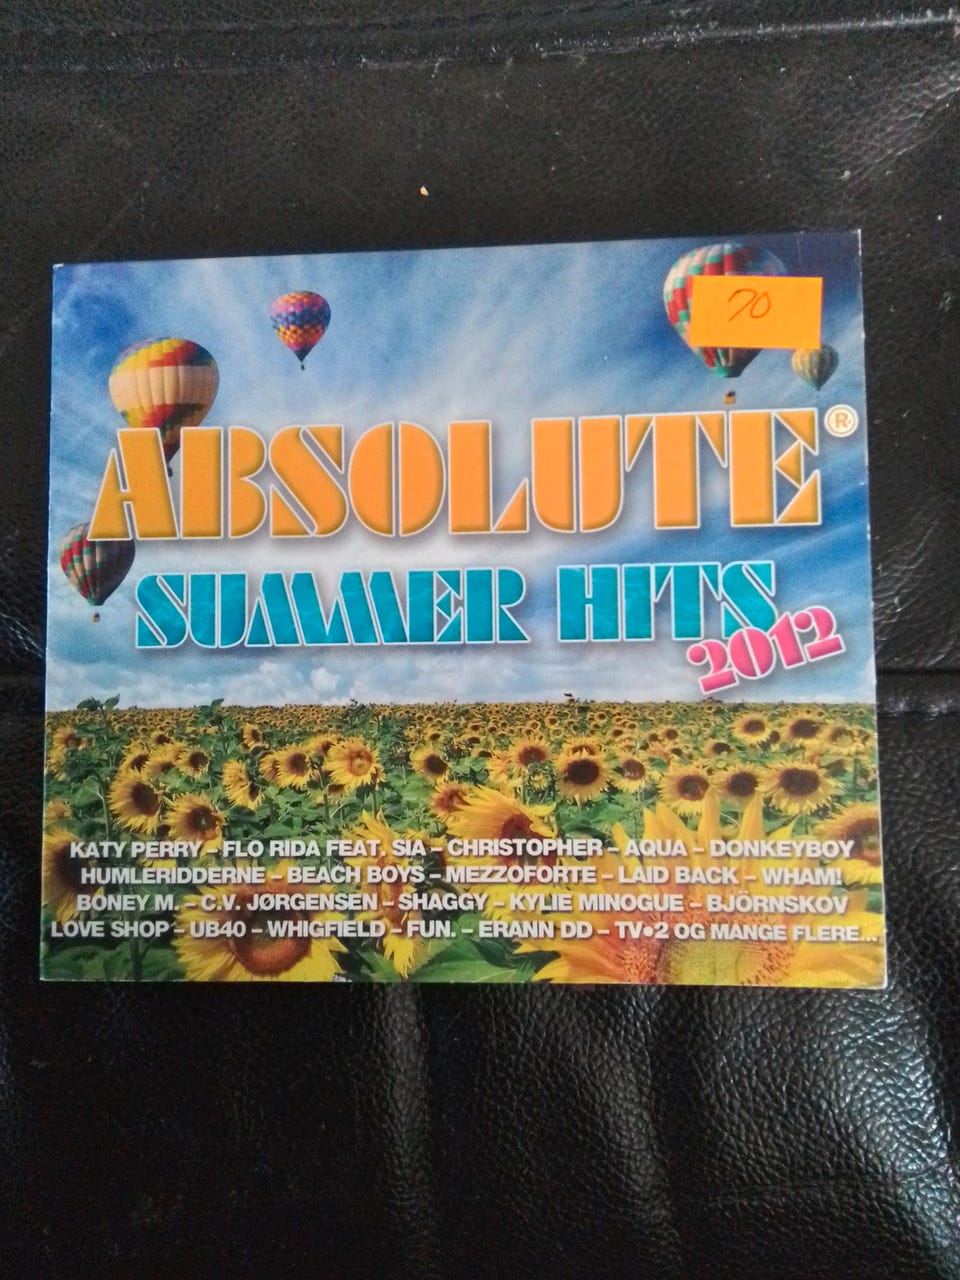 70
ABSOLUTE®
SUMMER HITS
2012
KATY PERRY – FLO RIDA FEAT. SIA – CHRISTOPHER – AQUA – DONKEYBOY
HUMLERIDDERNE – BEACH BOYS – MEZZOFORTE – LAID BACK – WHAM!
BONEY M. – C.V. JØRGENSEN – SHAGGY – KYLIE MINOGUE – BJÖRNSKOV
LOVE SHOP – UB40 – WHIGFIELD – FUN. – ERANN DD – TV•2 OG MANGE FLERE...